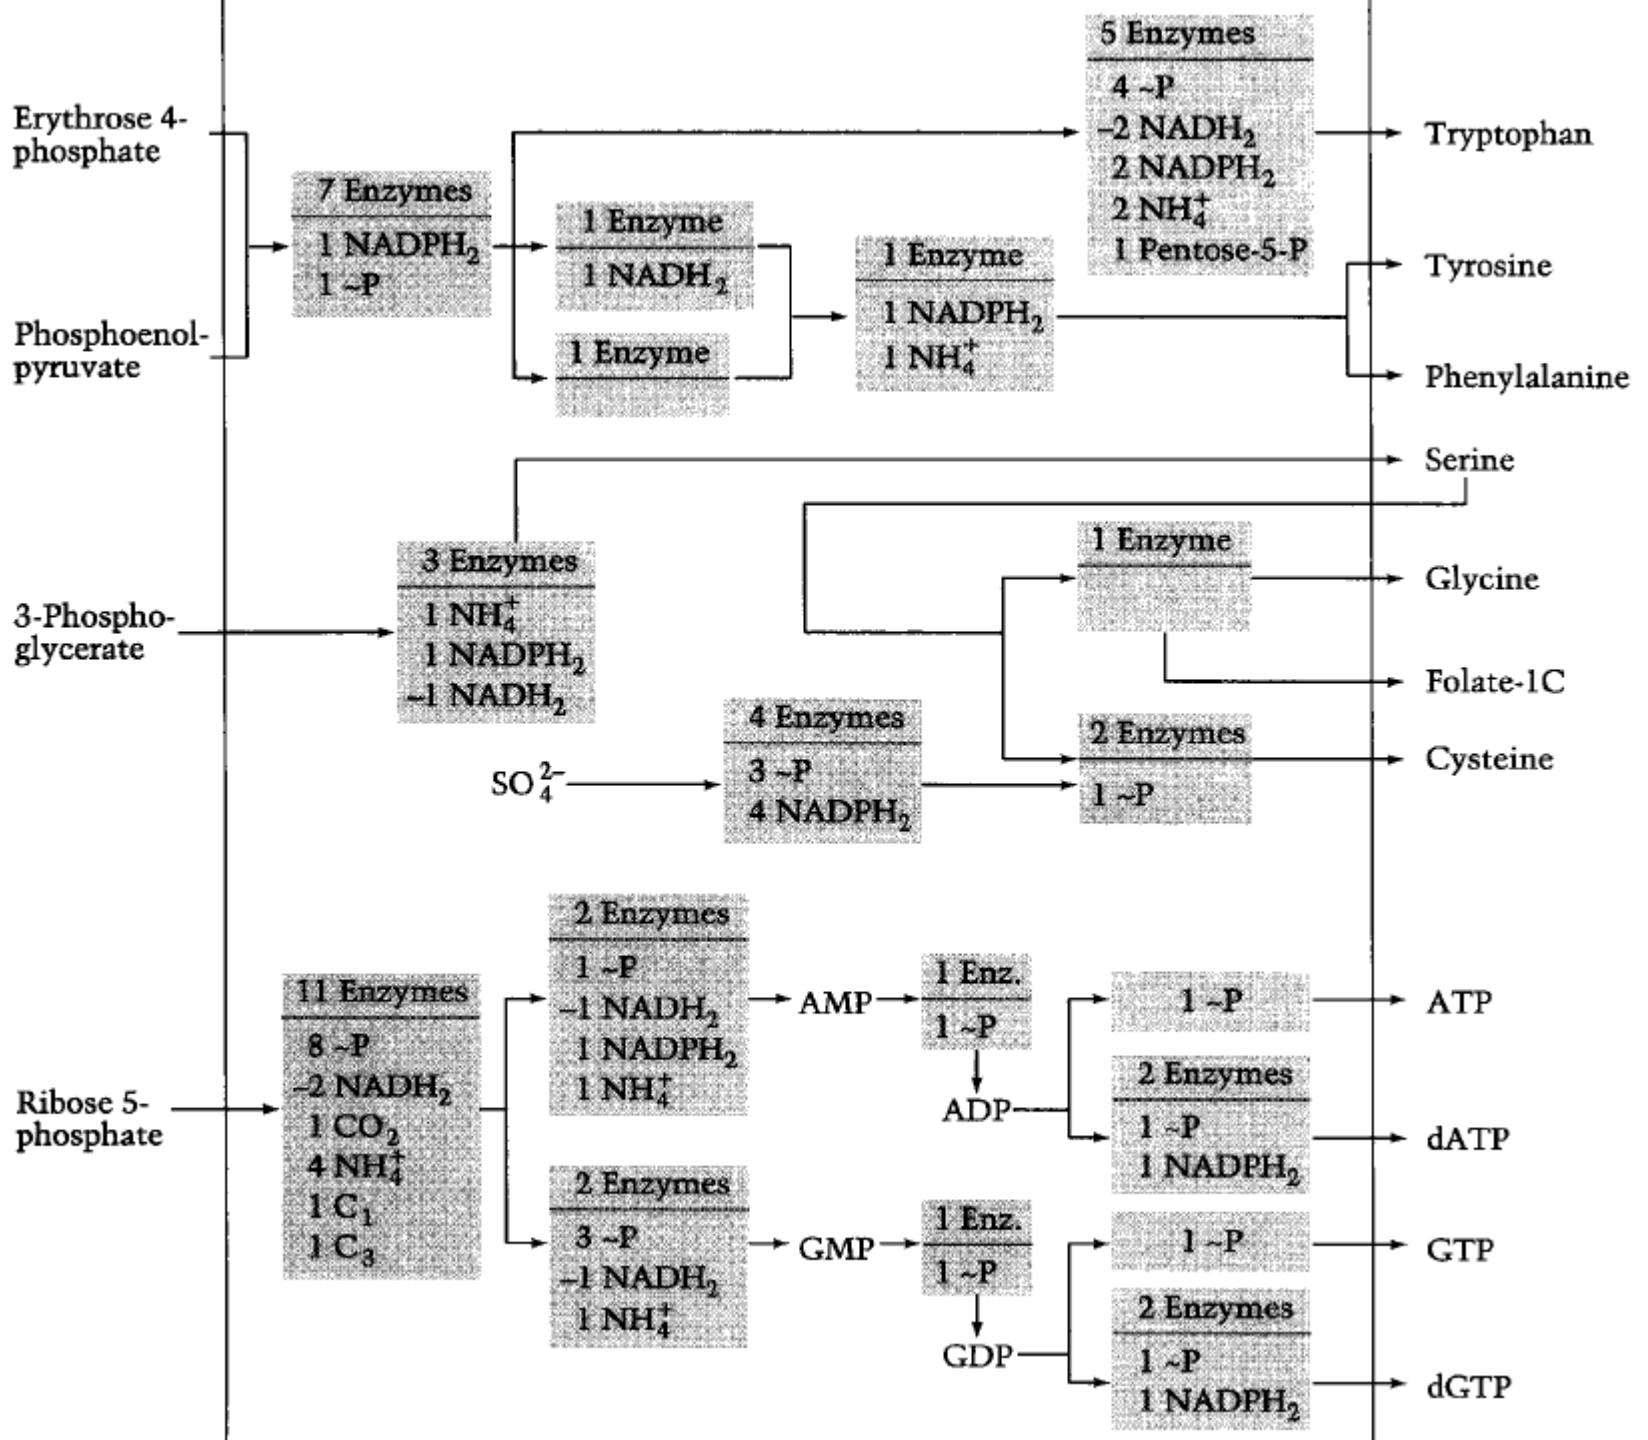 5 Enzymes
4 ~P
–2 NADH2
2 NADPH2
2 NH4+
1 Pentose-5-P
Tryptophan
Erythrose 4-
phosphate
Phosphoenol-
pyruvate
7 Enzymes
1 NADPH2
1 ~P
1 Enzyme
1 NADH2
1 Enzyme
1 Enzyme
1 NADPH2
1 NH4+
Tyrosine
Phenylalanine
Serine
3-Phospho-
glycerate
3 Enzymes
1 NH4+
1 NADPH2
–1 NADH2
1 Enzyme
Glycine
Folate-1C
SO4 2–
4 Enzymes
3 ~P
4 NADPH2
2 Enzymes
1 ~P
Cysteine
Ribose 5-
phosphate
11 Enzymes
8 ~P
–2 NADH2
1 CO2
4 NH4+
1 C1
1 C3
2 Enzymes
1 ~P
–1 NADH2
1 NADPH2
1 NH4+
AMP
1 Enz.
1 ~P
ADP
1 ~P
ATP
2 Enzymes
1 ~P
1 NADPH2
dATP
2 Enzymes
3 ~P
–1 NADH2
1 NH4+
GMP
1 Enz.
1 ~P
GDP
1 ~P
GTP
2 Enzymes
1 ~P
1 NADPH2
dGTP